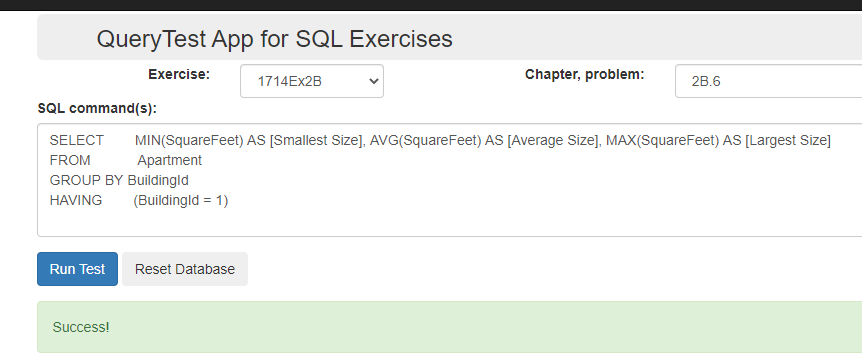 QueryTest App for SQL Exercises
Exercise: 1714Ex2B Chapter, problem: 2B.6
SQL command(s):
SELECT MIN(SquareFeet) AS [Smallest Size], AVG(SquareFeet) AS [Average Size], MAX(SquareFeet) AS [Largest Size]
FROM Apartment
GROUP BY BuildingId
HAVING (BuildingId = 1)
Run Test Reset Database
Success!